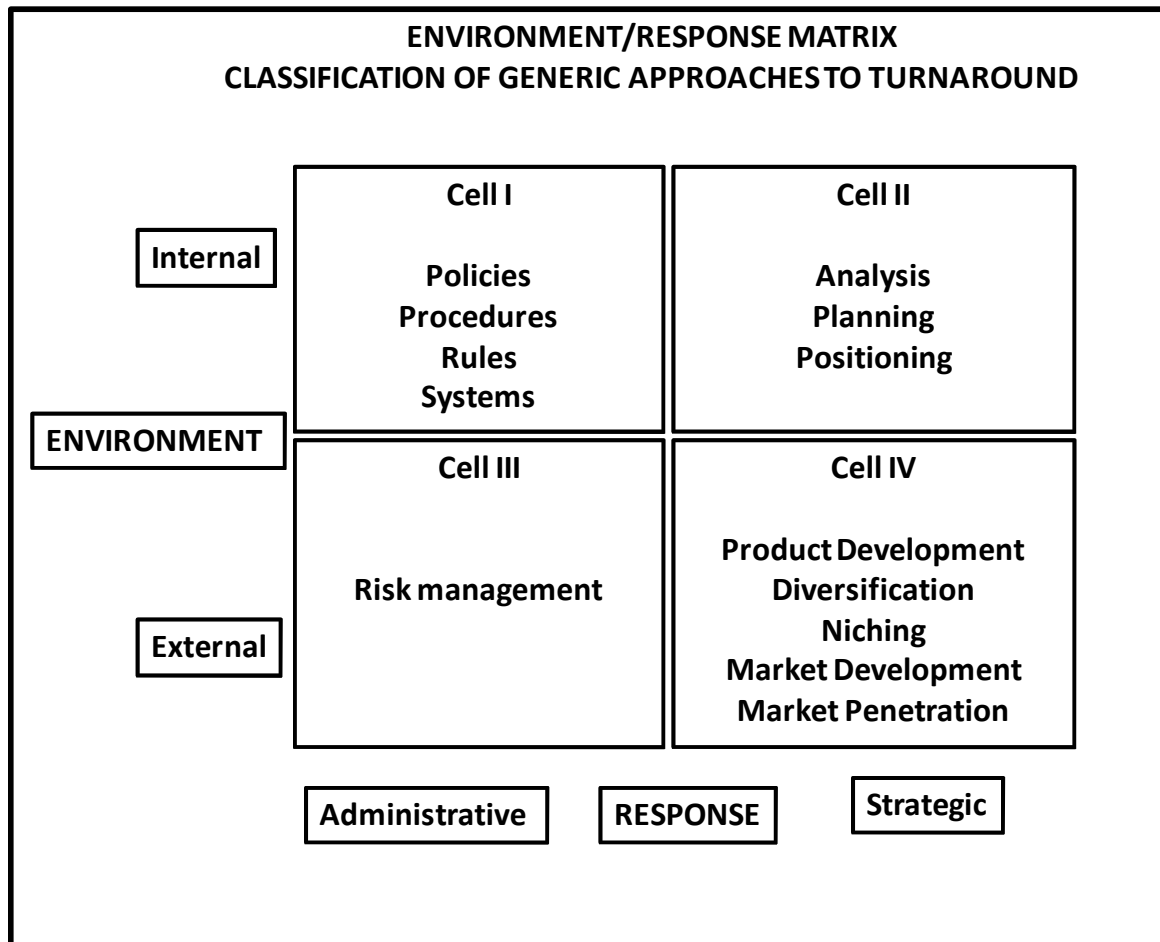 ENVIRONMENT/RESPONSE MATRIX
CLASSIFICATION OF GENERIC APPROACHES TO TURNAROUND
Cell I
Policies
Procedures
Rules
Systems
Cell II
Analysis
Planning
Positioning
Internal
ENVIRONMENT
External
Cell III
Risk management
Cell IV
Product Development
Diversification
Niching
Market Development
Market Penetration
Administrative
RESPONSE
Strategic